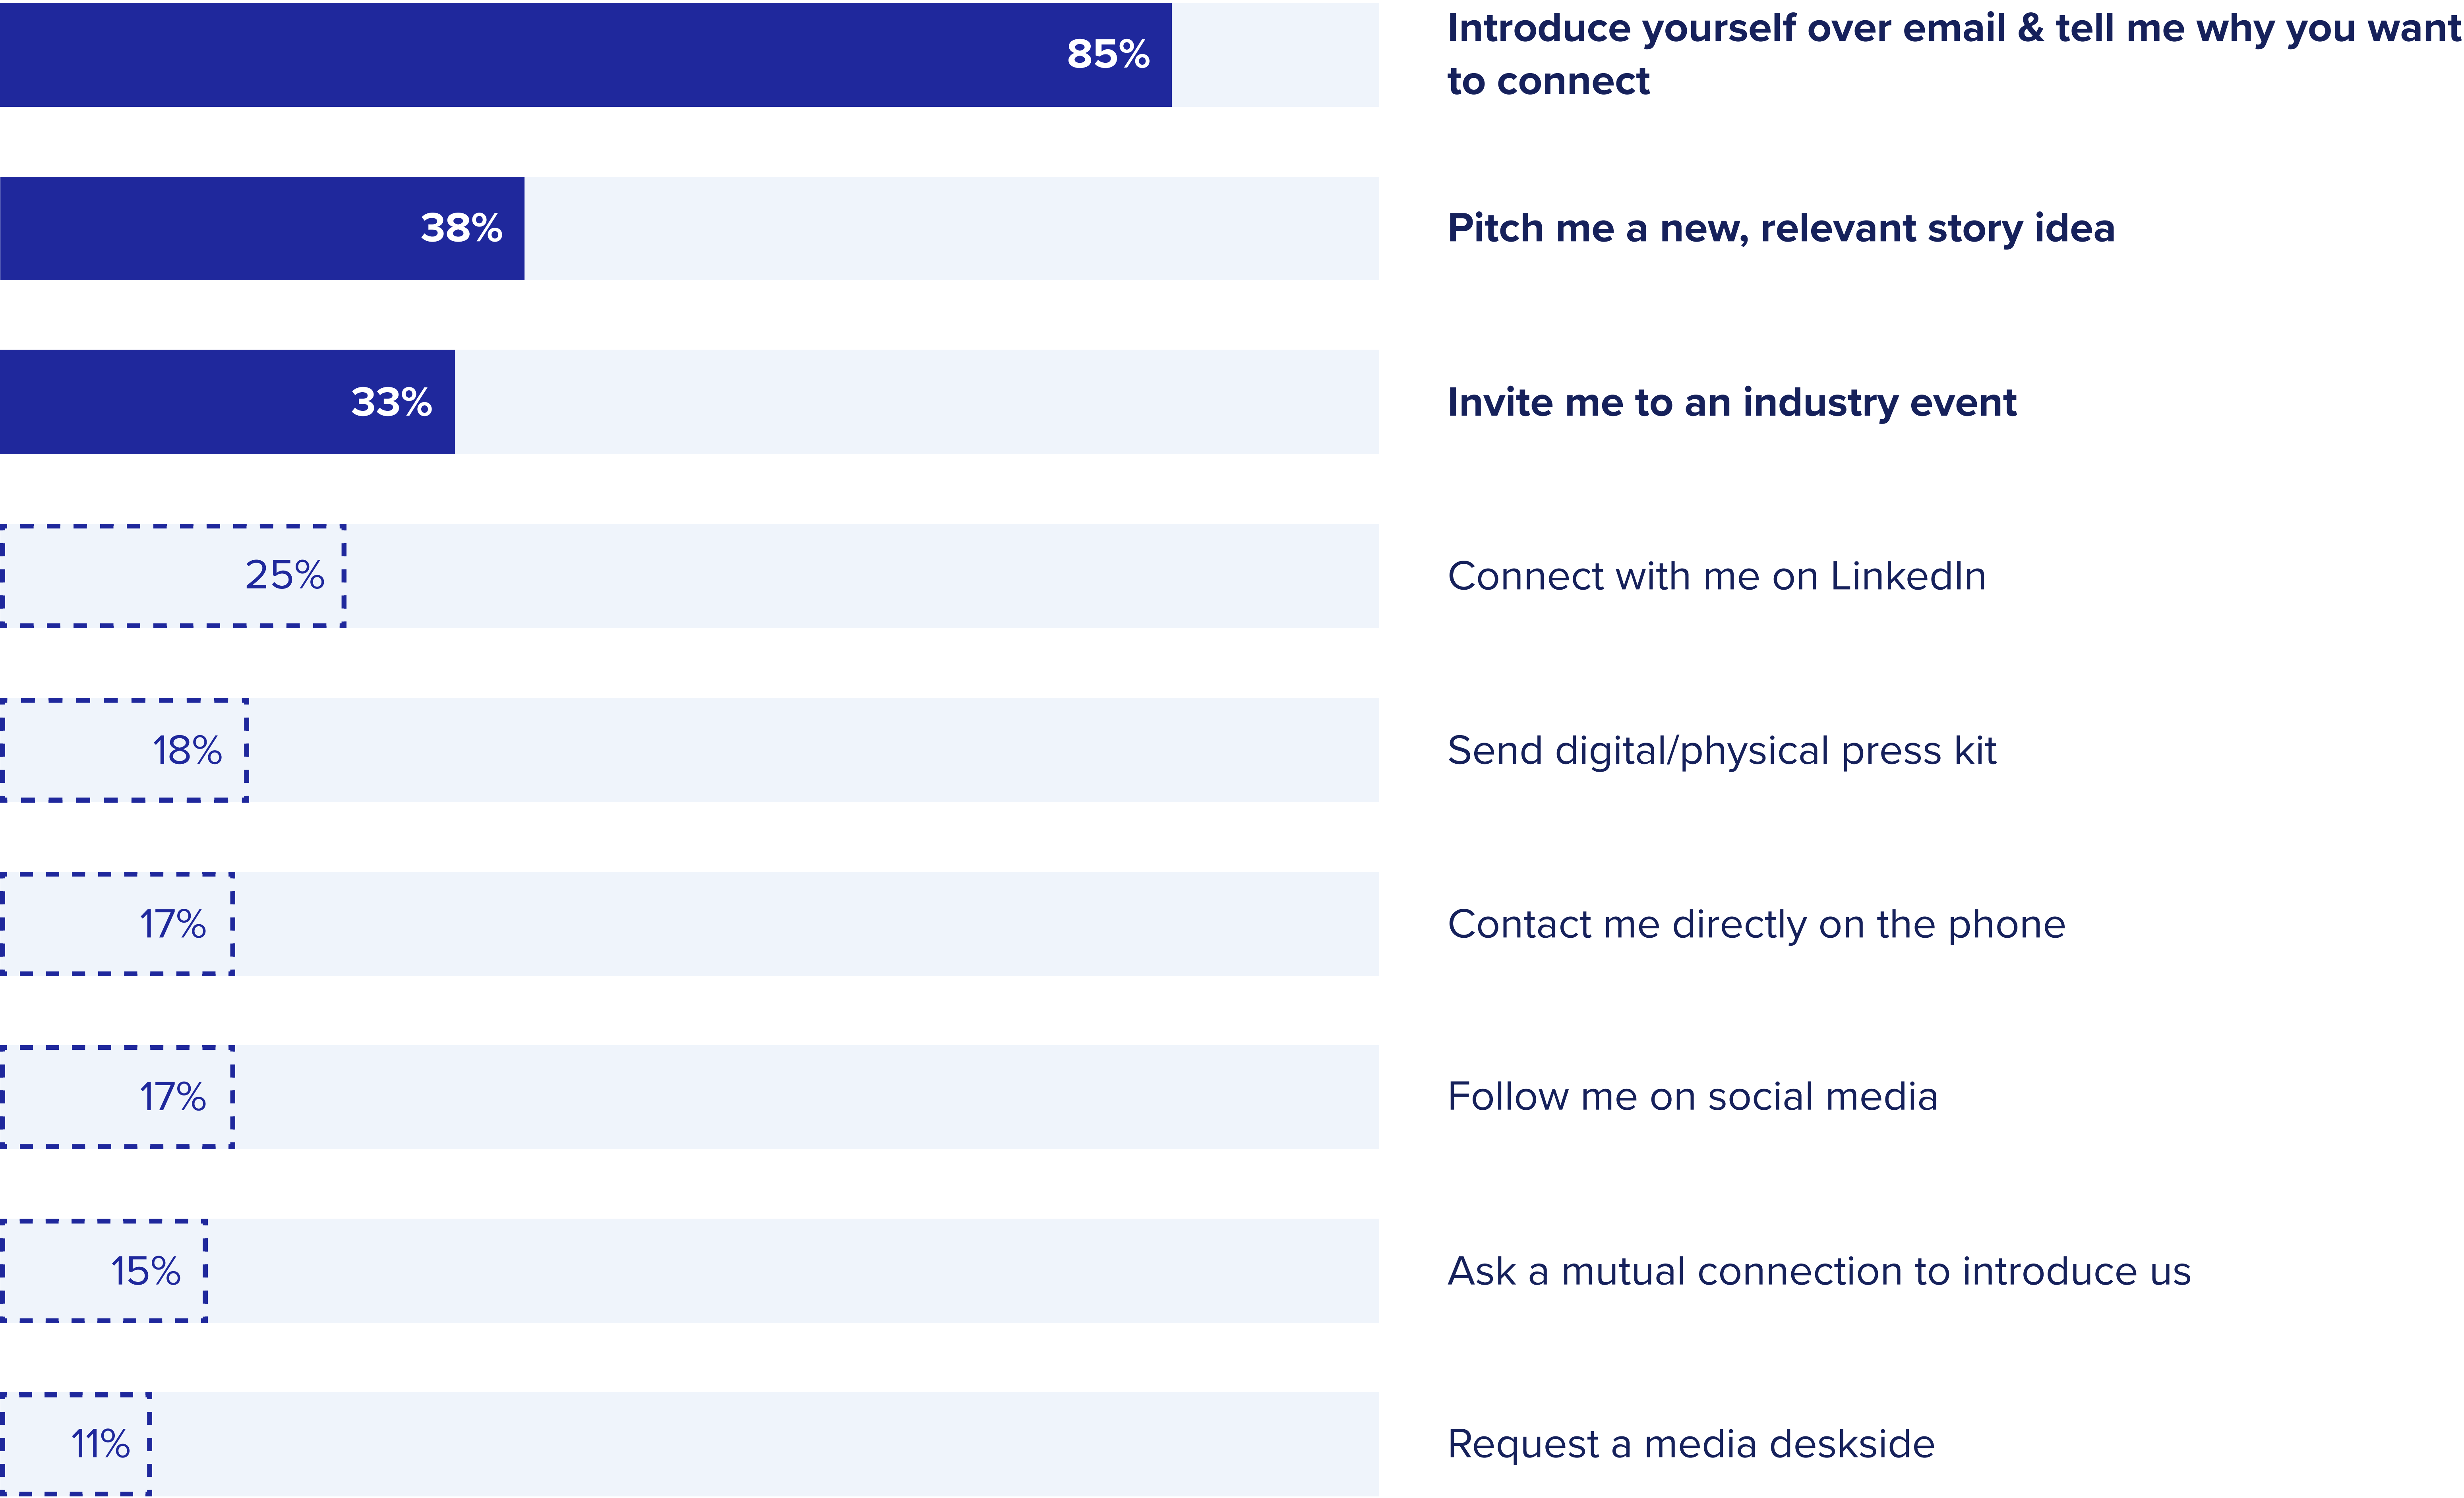 85%
Introduce yourself over email & tell me why you want
to connect
38%
Pitch me a new, relevant story idea
33%
Invite me to an industry event
25%
Connect with me on LinkedIn
18%
Send digital/physical press kit
17%
Contact me directly on the phone
17%
Follow me on social media
15%
Ask a mutual connection to introduce us
11%
Request a media deskside